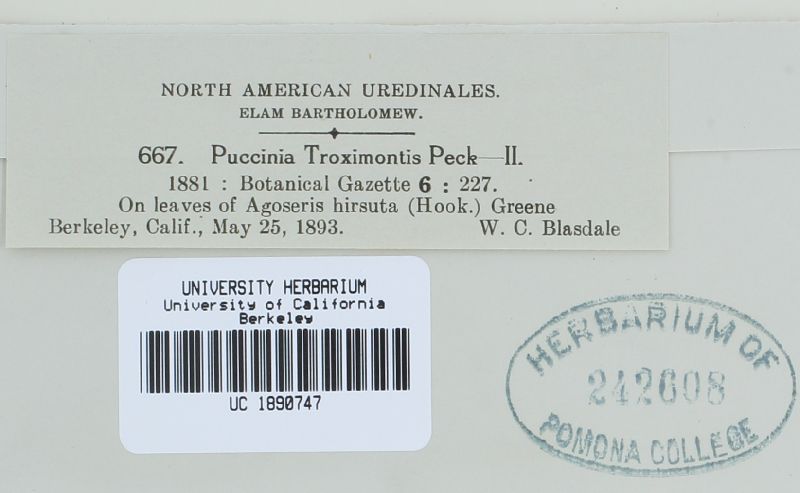 NORTH AMERICAN UREDINALES.
ELAM BARTHOLOMEW.
667. Puccinia Troximontis Peck—II.
1881 : Botanical Gazette 6 : 227.
On leaves of Agoseris hirsuta (Hook.) Greene
Berkeley, Calif., May 25, 1893. W. C. Blasdale
UNIVERSITY HERBARIUM
University of California
Berkeley
UC 1890747
HERBARIUM OF
242608
POMONA COLLEGE